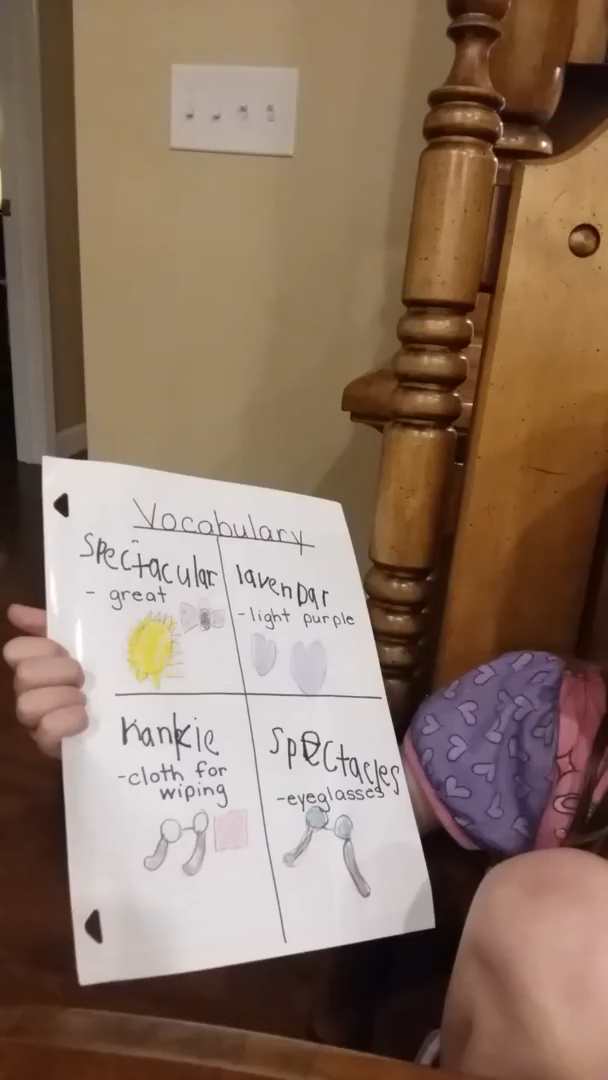 Vocabulary
Spectacular
- great
lavendar
- light purple
hankie
- cloth for
wiping
Spectacles
- eyeglasses